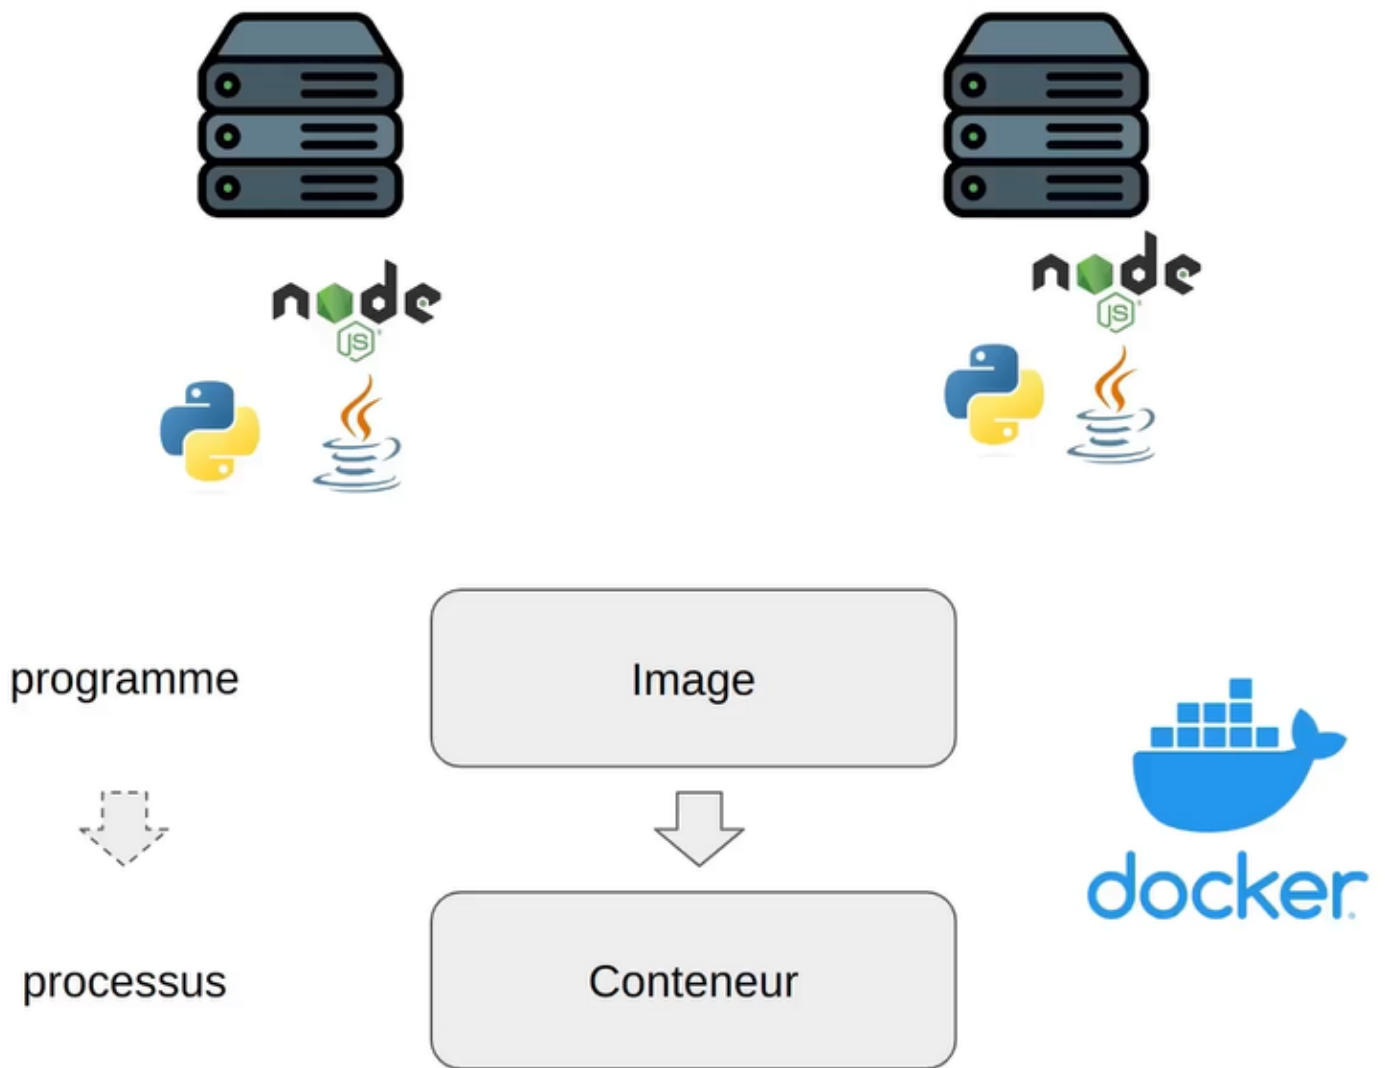 node
JS
node
JS
programme
Image
processus
Conteneur
docker